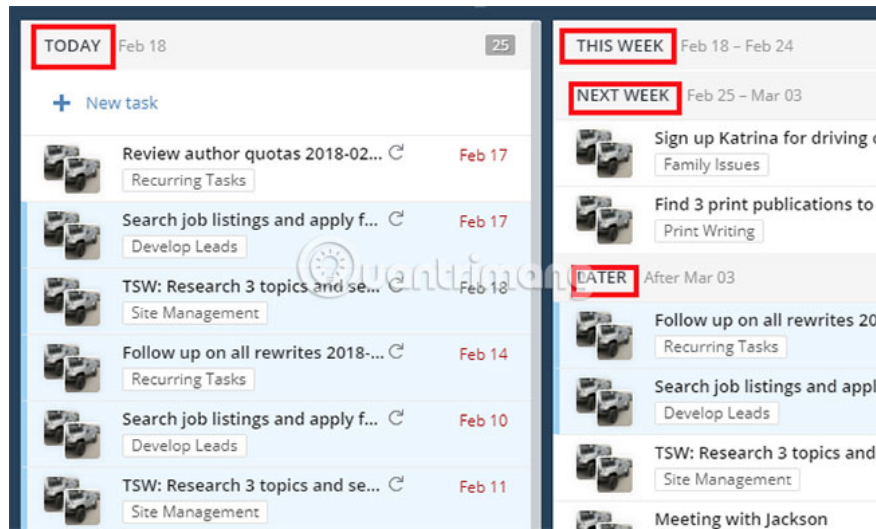 TODAY Feb 18 25
+ New task
Review author quotas 2018-02... Feb 17
Recurring Tasks
Search job listings and apply f... Feb 17
Develop Leads
TSW: Research 3 topics and se... Feb 18
Site Management
Follow up on all rewrites 2018-... Feb 14
Recurring Tasks
Search job listings and apply f... Feb 10
Develop Leads
TSW: Research 3 topics and se... Feb 11
Site Management
THIS WEEK Feb 18 – Feb 24
NEXT WEEK Feb 25 – Mar 03
Sign up Katrina for driving
Family Issues
Find 3 print publications to
Print Writing
LATER After Mar 03
Follow up on all rewrites 20
Recurring Tasks
Search job listings and appl
Develop Leads
TSW: Research 3 topics and
Site Management
Meeting with Jackson
Quantrimang